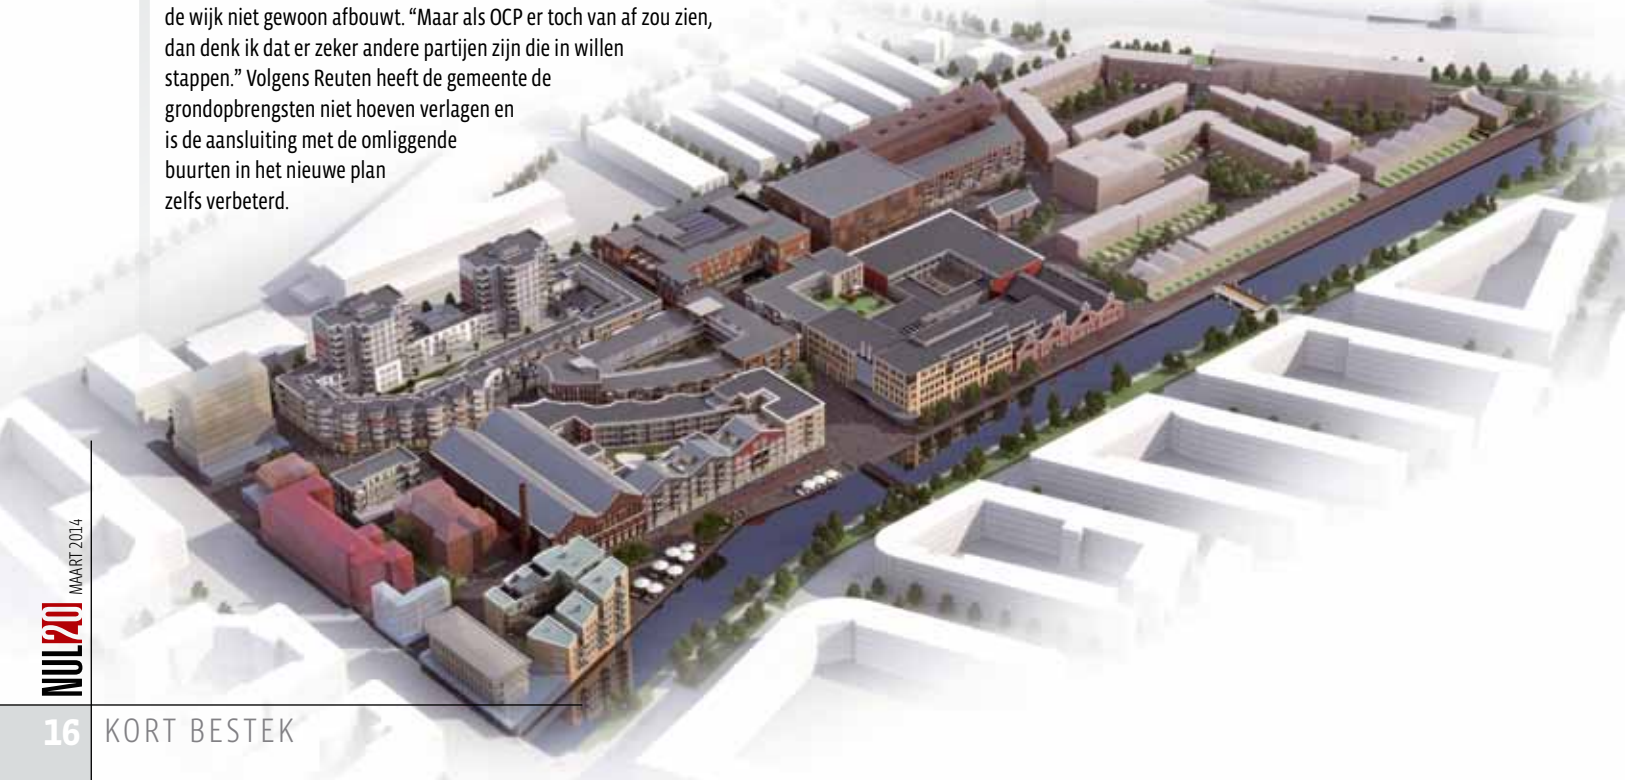 de wijk niet gewoon afbouwt. “Maar als OCP er toch van af zou zien,
dan denk ik dat er zeker andere partijen zijn die in willen
stappen.” Volgens Reuten heeft de gemeente de
grondopbrengsten niet hoeven verlagen en
is de aansluiting met de omliggende
buurten in het nieuwe plan
zelfs verbeterd.
NUL20 MAART 2014
16 KORT BESTEK